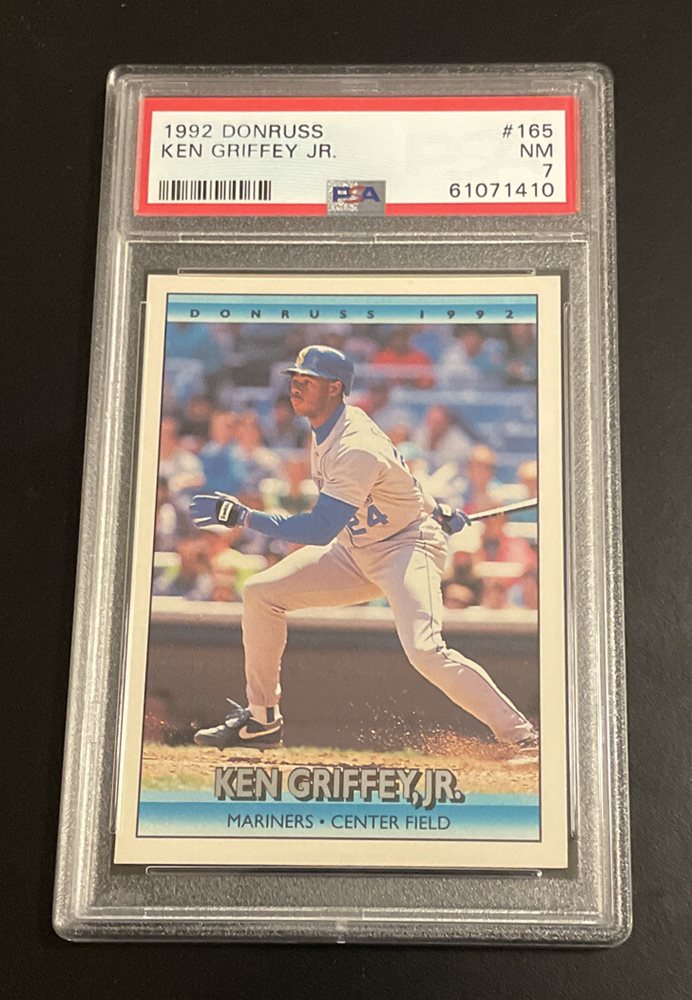 1992 DONRUSS #165
KEN GRIFFEY JR. NM
7
PSA 61071410
DONRUSS 1992
24
KEN GRIFFEY, JR.
MARINERS • CENTER FIELD